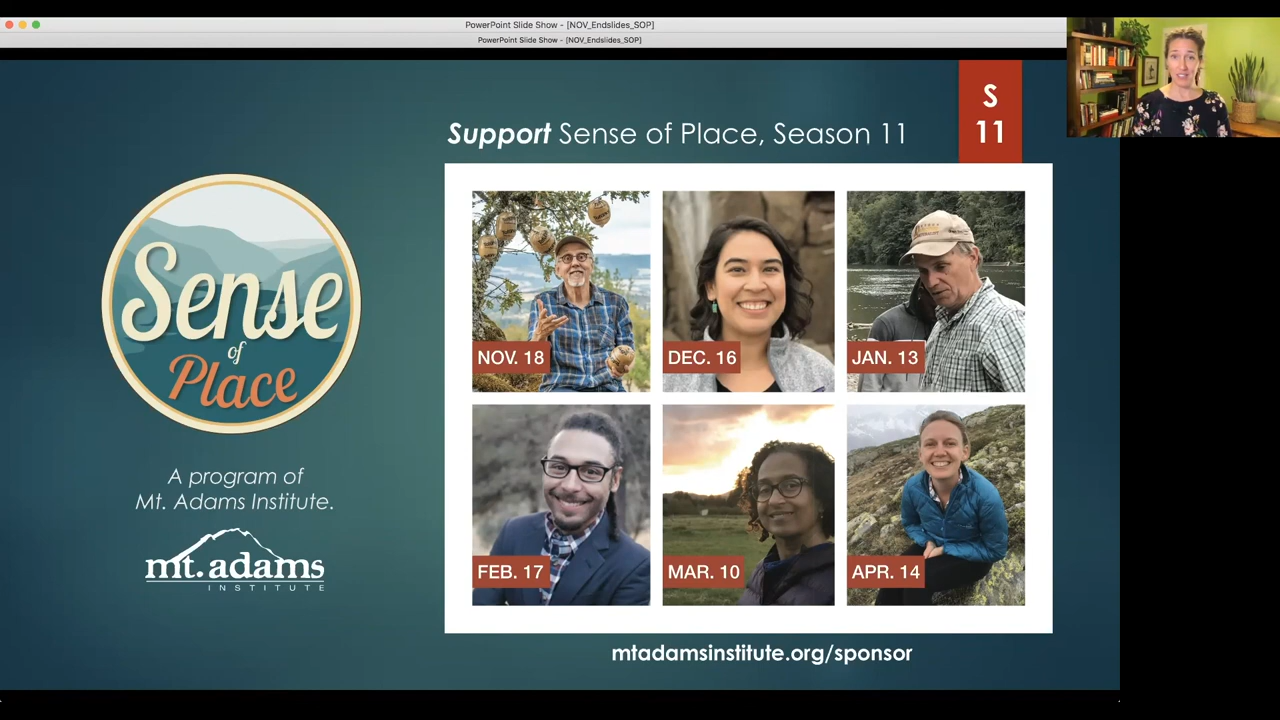 PowerPoint Slide Show - [NOV_Endslides_SOP]
PowerPoint Slide Show - [NOV_Endslides_SOP]
S
11
Support Sense of Place, Season 11
Sense
of
Place
A program of
Mt. Adams Institute.
mt. adams
INSTITUTE
NOV. 18
DEC. 16
JAN. 13
FEB. 17
MAR. 10
APR. 14
mtadamsinstitute.org/sponsor